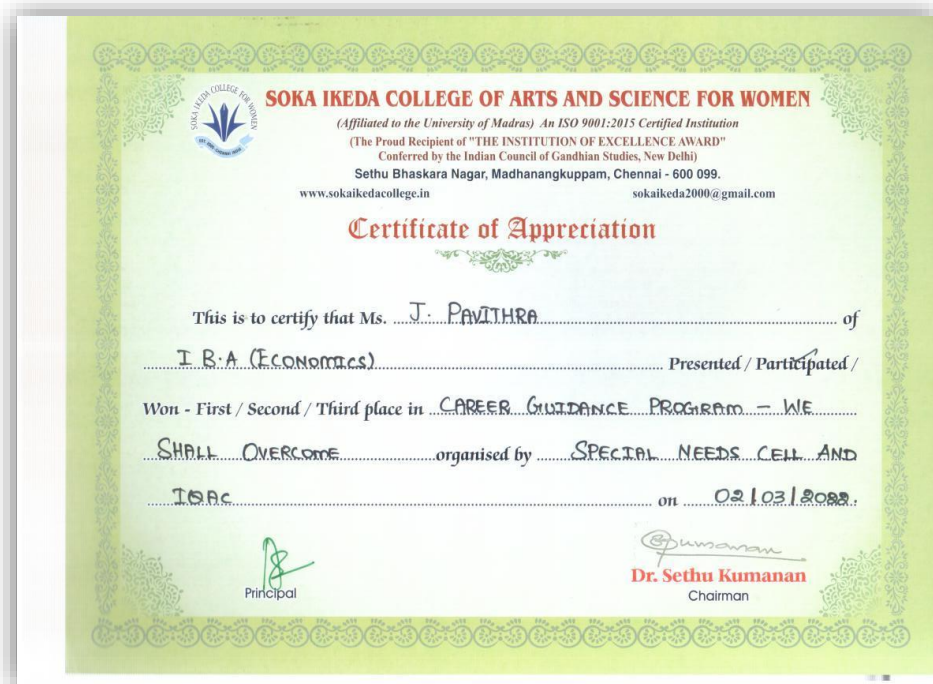 SOKA IKEDA COLLEGE FOR WOMEN
SOKA IKEDA COLLEGE OF ARTS AND SCIENCE FOR WOMEN
(Affiliated to the University of Madras) An ISO 9001:2015 Certified Institution
(The Proud Recipient of "THE INSTITUTION OF EXCELLENCE AWARD"
Conferred by the Indian Council of Gandhian Studies, New Delhi)
Sethu Bhaskara Nagar, Madhanangkuppam, Chennai - 600 099.
www.sokaikedacollege.in sokaikeda2000@gmail.com
Certificate of Appreciation
This is to certify that Ms. J. PAVITHRA of
I B.A (ECONOMICS) Presented / Participated /
Won - First / Second / Third place in CAREER GUIDANCE PROGRAM - WE
SHALL OVERCOME organised by SPECIAL NEEDS CELL AND
IQAC on 02/03/2022.
Principal
Dr. Sethu Kumanan
Chairman